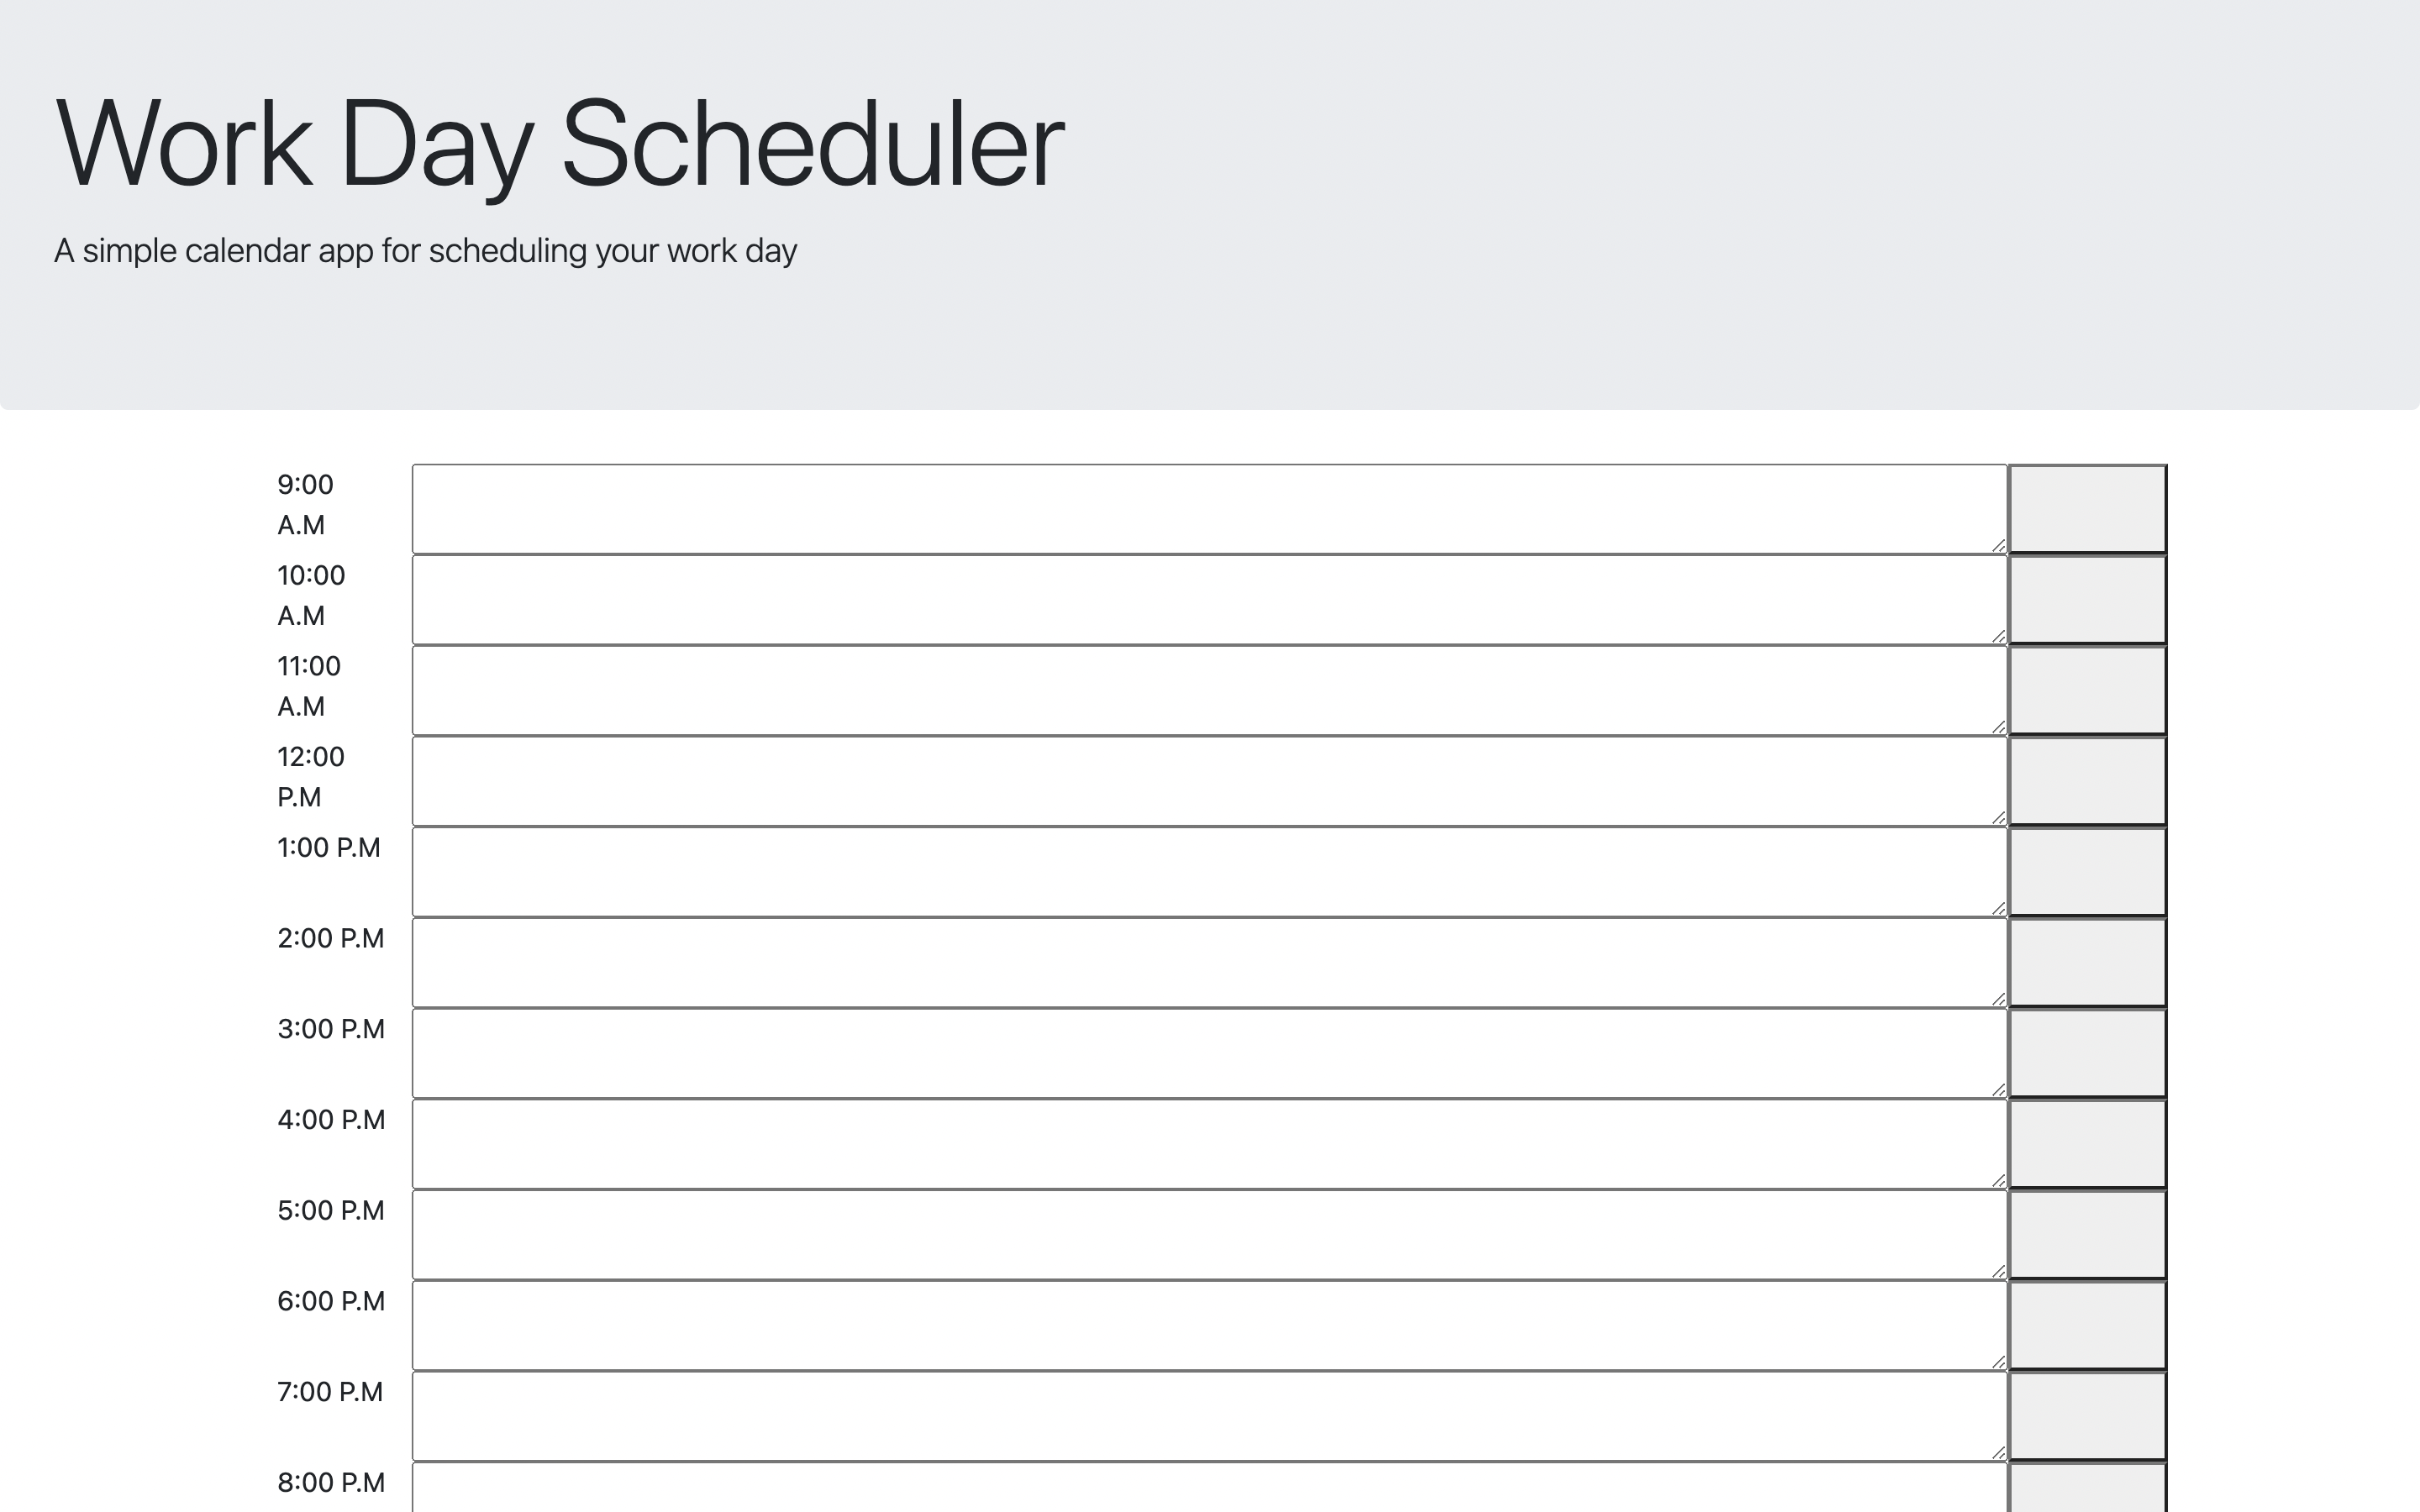 Work Day Scheduler
A simple calendar app for scheduling your work day
9:00
A.M
10:00
A.M
11:00
A.M
12:00
P.M
1:00 P.M
2:00 P.M
3:00 P.M
4:00 P.M
5:00 P.M
6:00 P.M
7:00 P.M
8:00 P.M